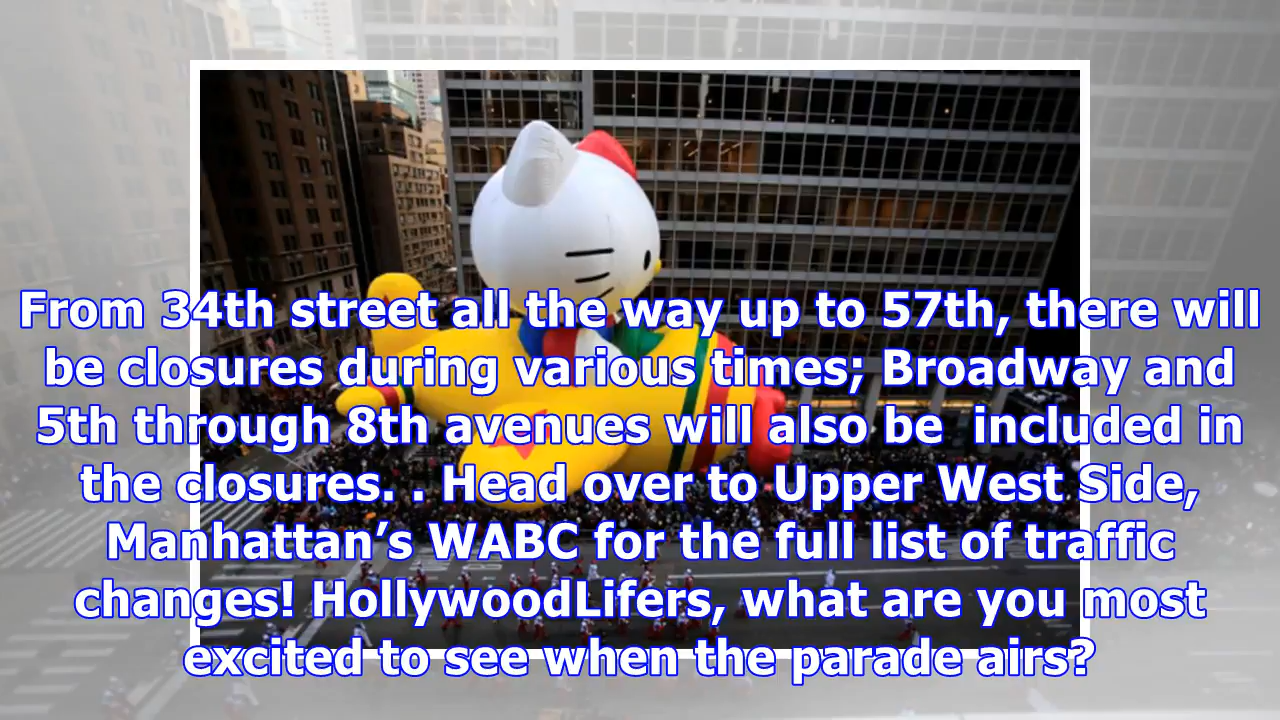 From 34th street all the way up to 57th, there will
be closures during various times; Broadway and
5th through 8th avenues will also be  included in
the closures. . Head over to Upper West Side,
Manhattan’s WABC for the full list of traffic
changes! HollywoodLifers, what are you most
excited to see when the parade airs?